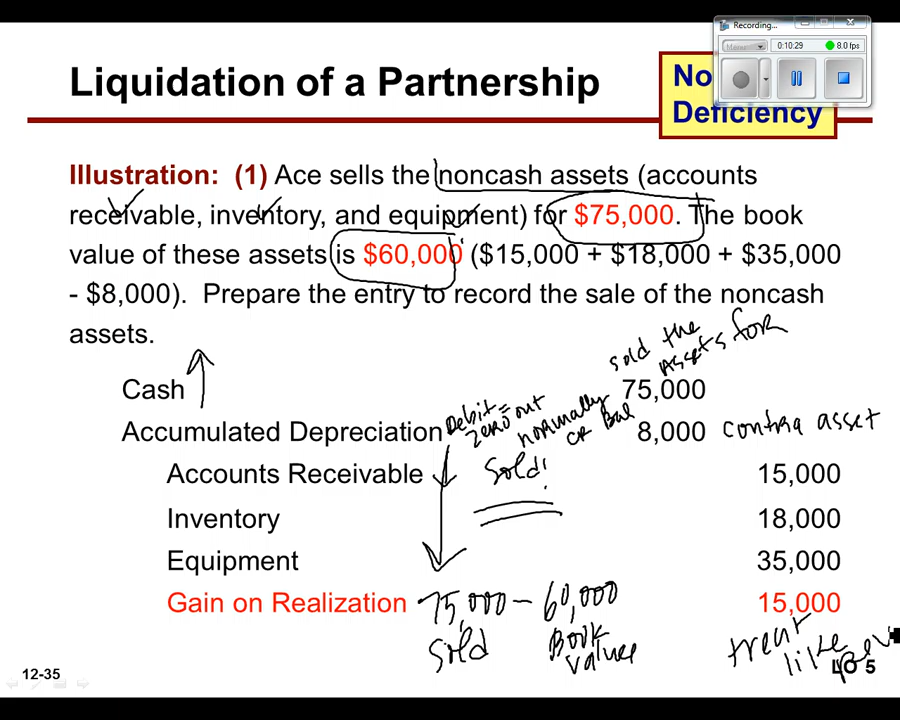 Recording...
0:10:29
8.0 fps
Liquidation of a Partnership
No
Deficiency
Illustration: (1) Ace sells the noncash assets (accounts
receivable, inventory, and equipment) for $75,000. The book
value of these assets is $60,000 ($15,000 + $18,000 + $35,000
- $8,000). Prepare the entry to record the sale of the noncash
assets.
sold the
Assets for
Cash 75,000
Debit =
zero out
normally
CR Bal
Accumulated Depreciation 8,000 contra asset
Accounts Receivable 15,000
Sold!
Inventory 18,000
Equipment 35,000
Gain on Realization 75,000 – 60,000 15,000
Sold
Book
value
treat
like
12-35
LO 5